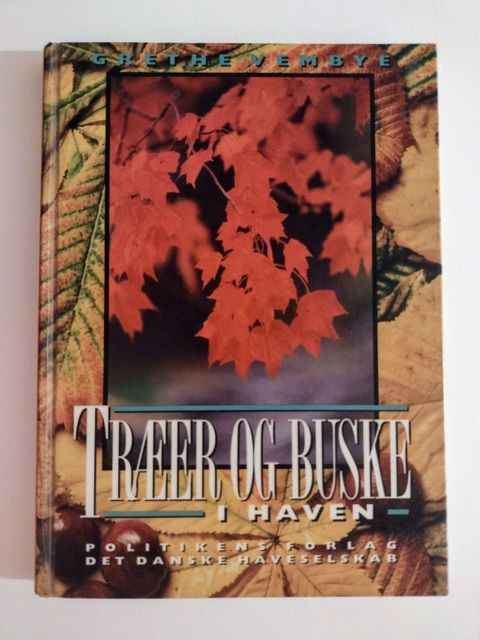 GRETHE VEMBYE
TRÆER OG BUSKE
I HAVEN
POLITIKENS FORLAG
DET DANSKE HAVESELSKAB